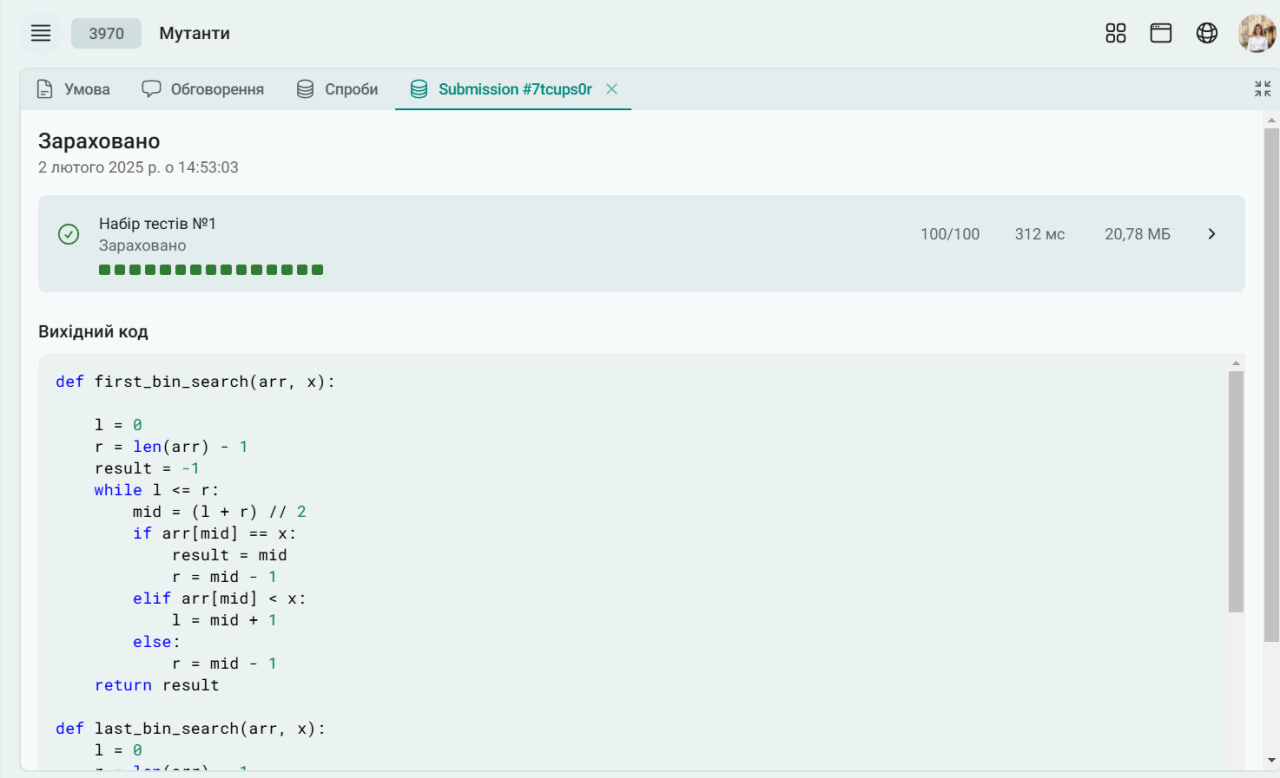 3970 Мутанти
Умова Обговорення Спроби Submission #7tcups0r
Зараховано
2 лютого 2025 р. о 14:53:03
Набір тестів №1
Зараховано
100/100 312 мс 20,78 МБ
Вихідний код
def first_bin_search(arr, x):
    l = 0
    r = len(arr) - 1
    result = -1
    while l <= r:
        mid = (l + r) // 2
        if arr[mid] == x:
            result = mid
            r = mid - 1
        elif arr[mid] < x:
            l = mid + 1
        else:
            r = mid - 1
    return result
def last_bin_search(arr, x):
    l = 0
    r = len(arr) - 1